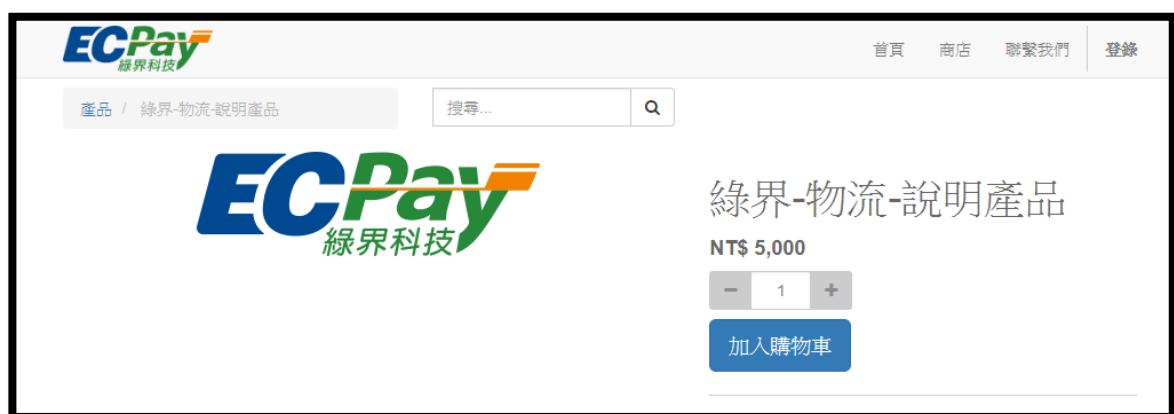 ECPay
綠界科技
首頁 商店 聯繫我們 登錄
產品 / 綠界-物流-說明產品
搜尋...
ECPay
綠界科技
綠界-物流-說明產品
NT$ 5,000
− 1 +
加入購物車